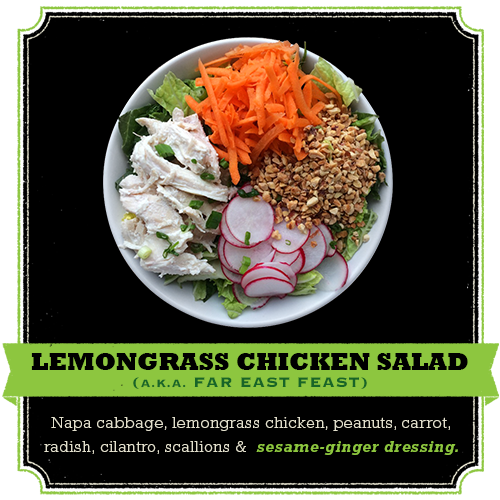 LEMONGRASS CHICKEN SALAD
(A.K.A. FAR EAST FEAST)
Napa cabbage, lemongrass chicken, peanuts, carrot,
radish, cilantro, scallions & sesame-ginger dressing.